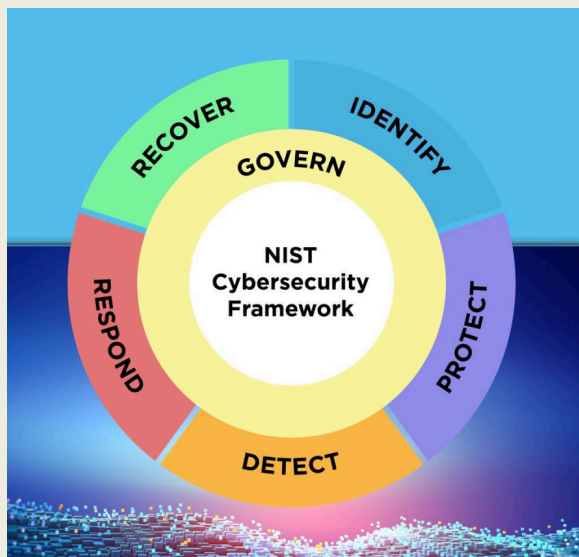 RECOVER
IDENTIFY
GOVERN
NIST
Cybersecurity
Framework
RESPOND
PROTECT
DETECT